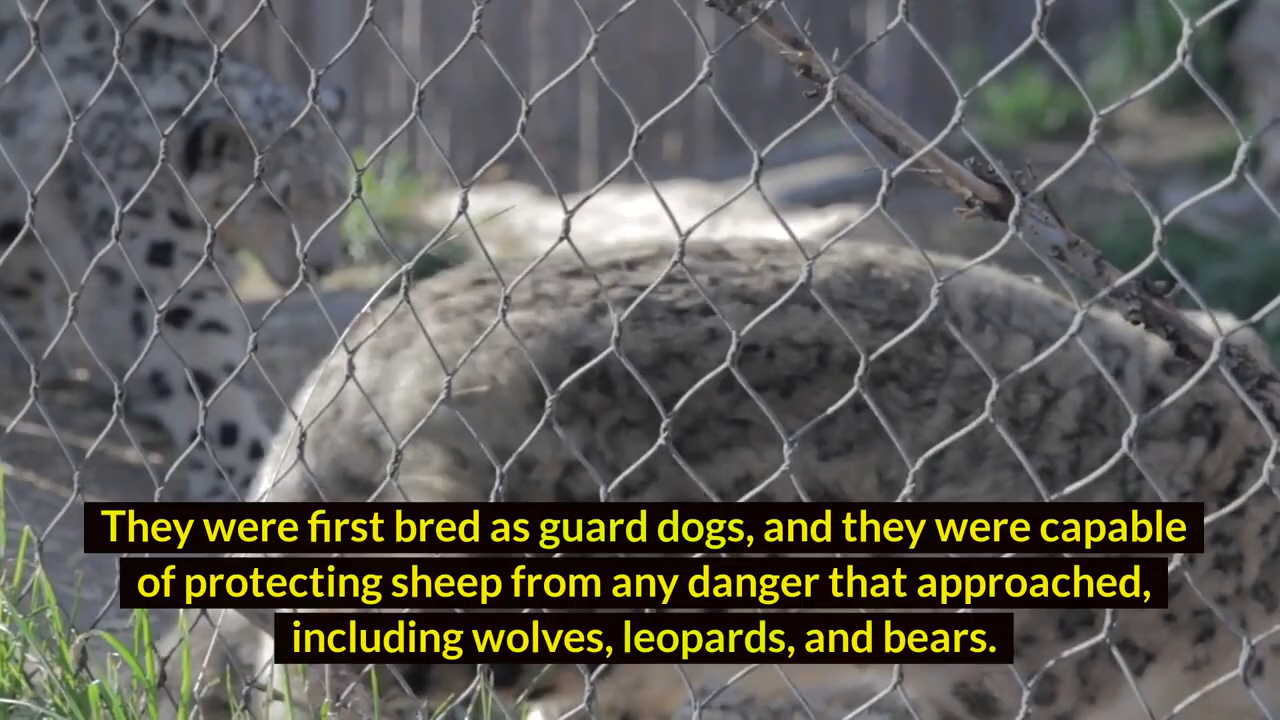 They were first bred as guard dogs, and they were capable
of protecting sheep from any danger that approached,
including wolves, leopards, and bears.